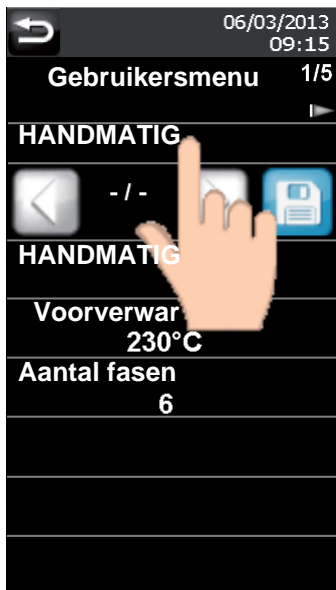 06/03/2013
09:15
Gebruikersmenu 1/5
HANDMATIG
- / -
HANDMATIG
Voorverwar
230°C
Aantal fasen
6